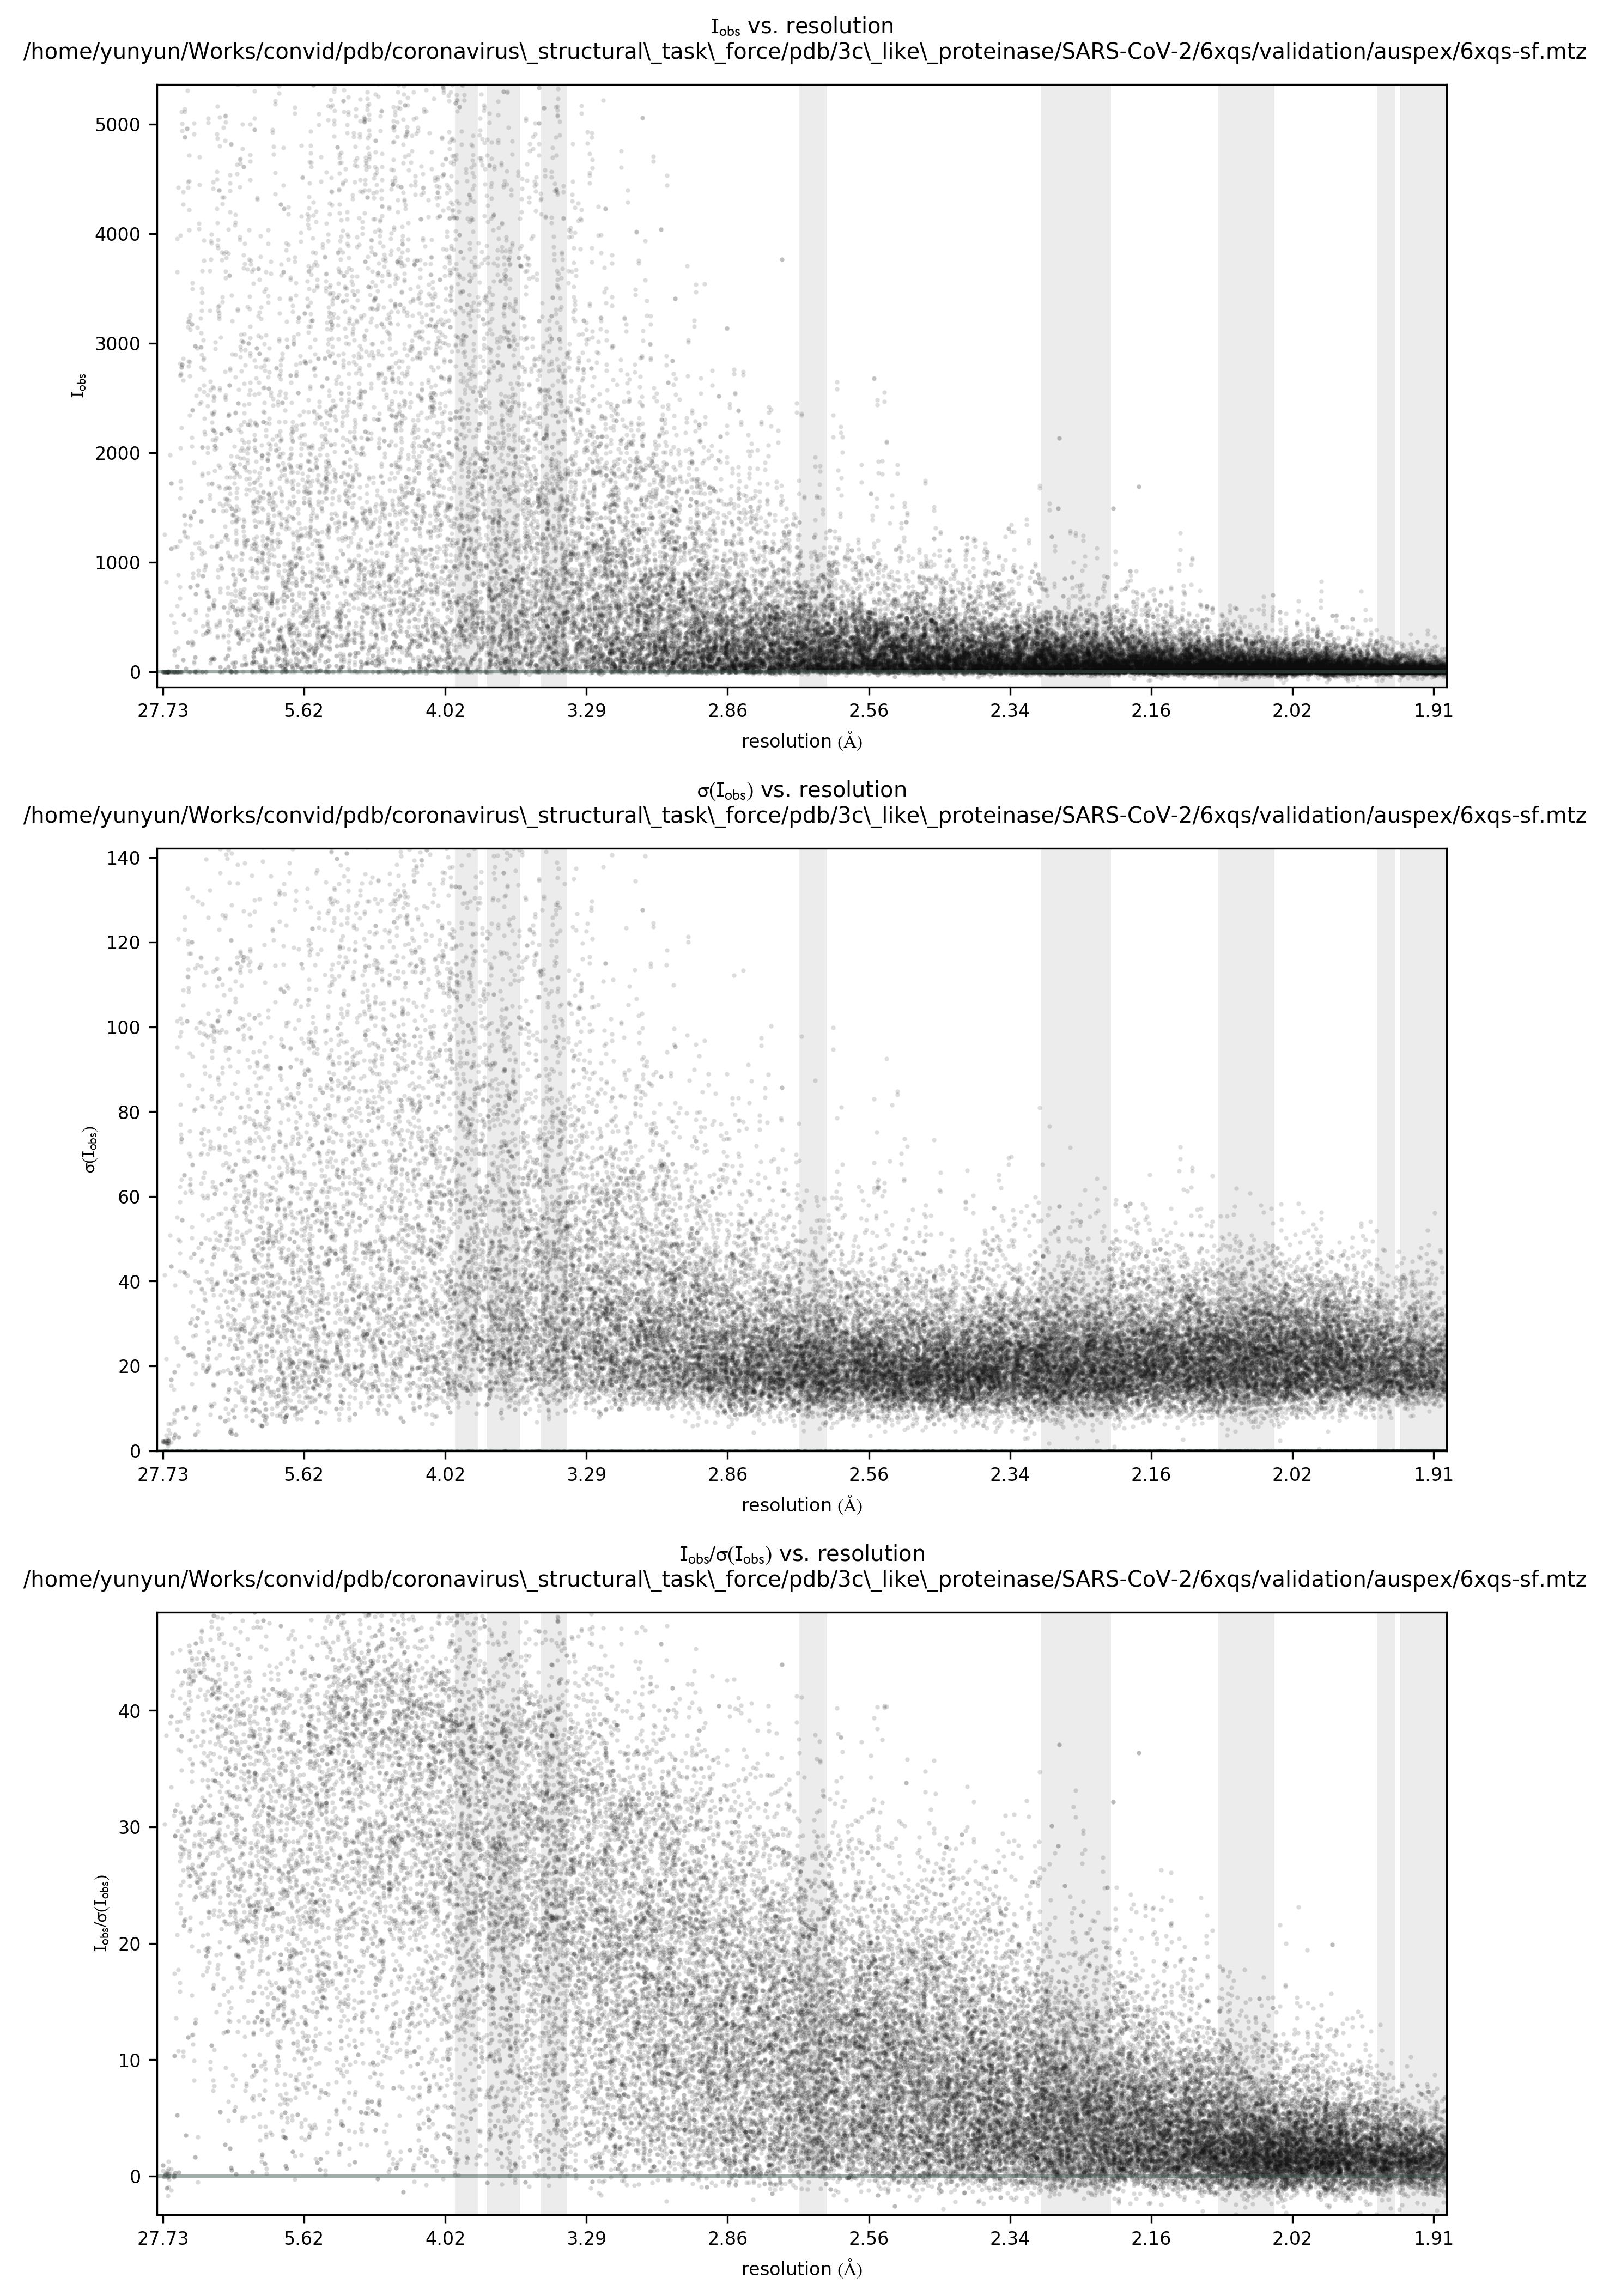 I_obs vs. resolution
/home/yunyun/Works/convid/pdb/coronavirus\_structural\_task\_force/pdb/3c\_like\_proteinase/SARS-CoV-2/6xqs/validation/auspex/6xqs-sf.mtz
5000
4000
3000
2000
1000
0
I_obs
27.73 5.62 4.02 3.29 2.86 2.56 2.34 2.16 2.02 1.91
resolution (Å)
σ(I_obs) vs. resolution
/home/yunyun/Works/convid/pdb/coronavirus\_structural\_task\_force/pdb/3c\_like\_proteinase/SARS-CoV-2/6xqs/validation/auspex/6xqs-sf.mtz
140
120
100
80
60
40
20
0
σ(I_obs)
27.73 5.62 4.02 3.29 2.86 2.56 2.34 2.16 2.02 1.91
resolution (Å)
I_obs/σ(I_obs) vs. resolution
/home/yunyun/Works/convid/pdb/coronavirus\_structural\_task\_force/pdb/3c\_like\_proteinase/SARS-CoV-2/6xqs/validation/auspex/6xqs-sf.mtz
40
30
20
10
0
I_obs/σ(I_obs)
27.73 5.62 4.02 3.29 2.86 2.56 2.34 2.16 2.02 1.91
resolution (Å)